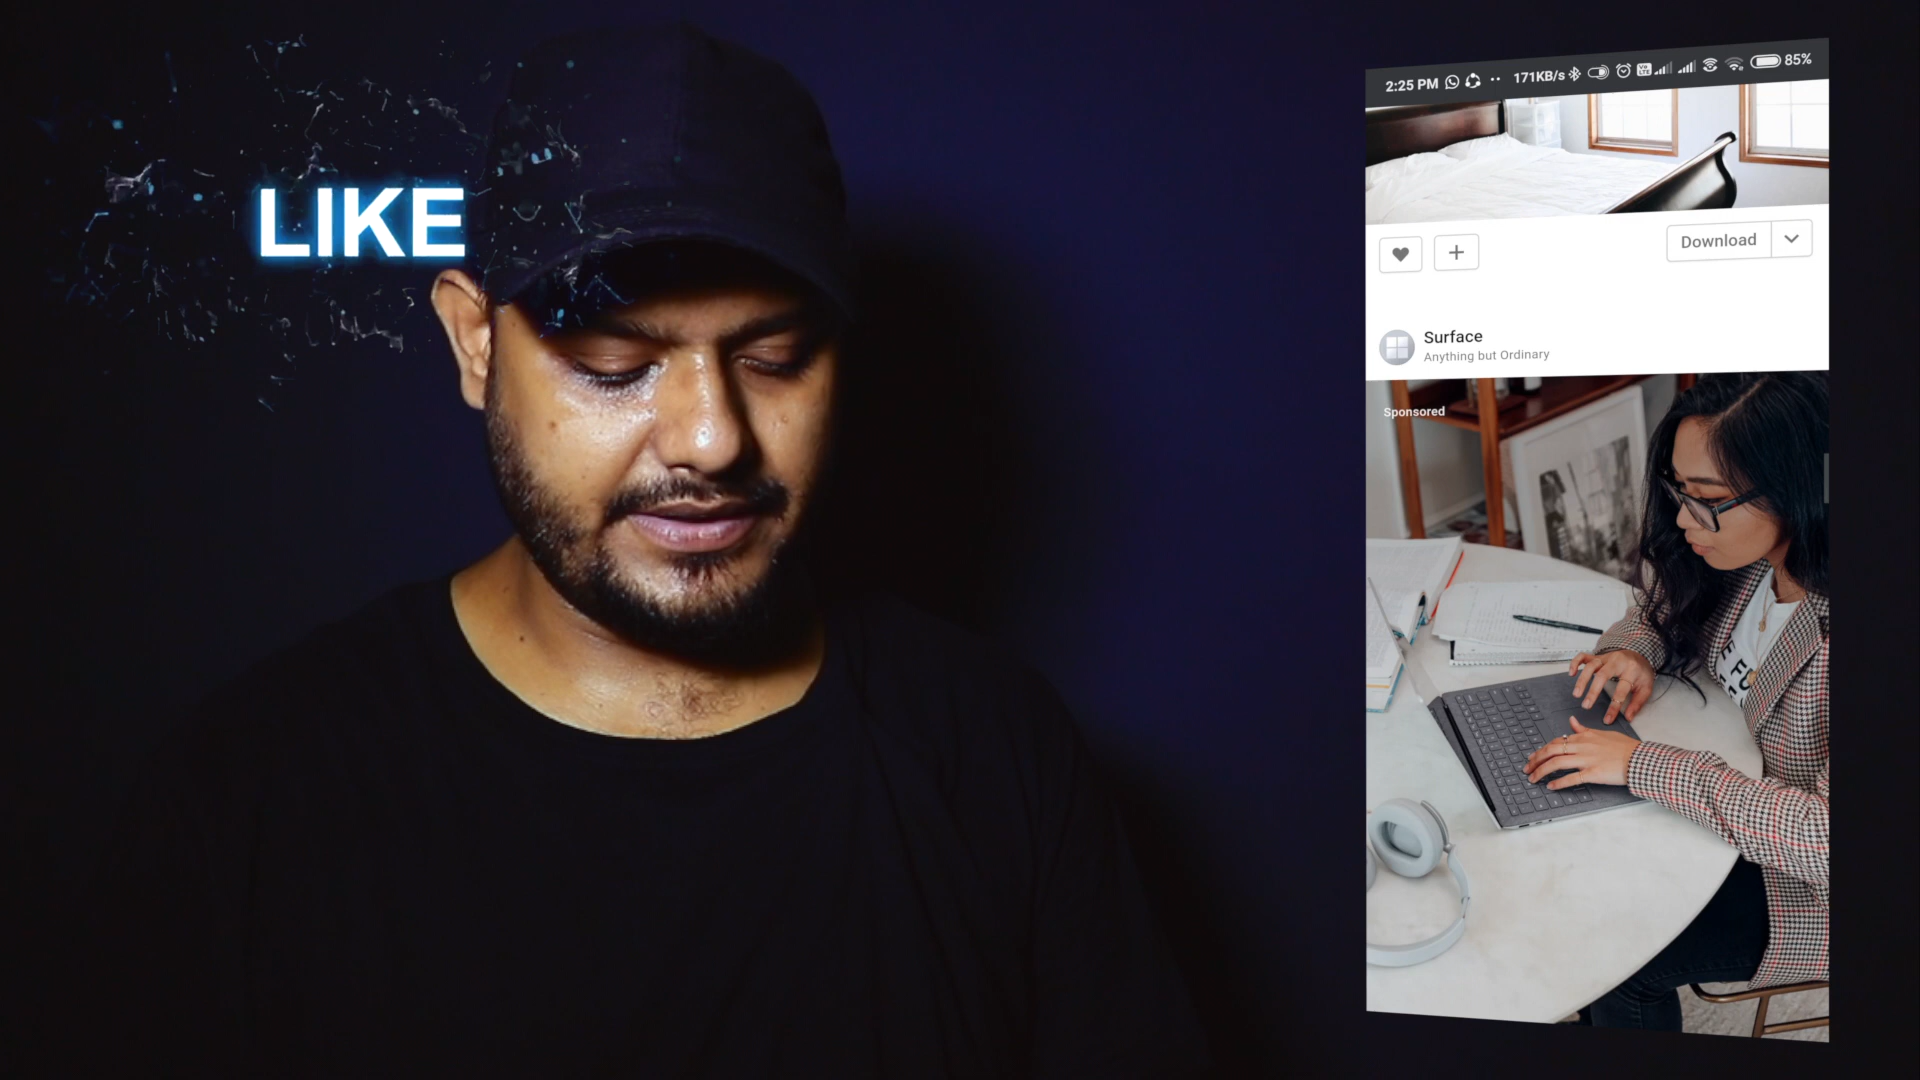 LIKE
2:25 PM
171KB/s
85%
Download
Surface
Anything but Ordinary
Sponsored